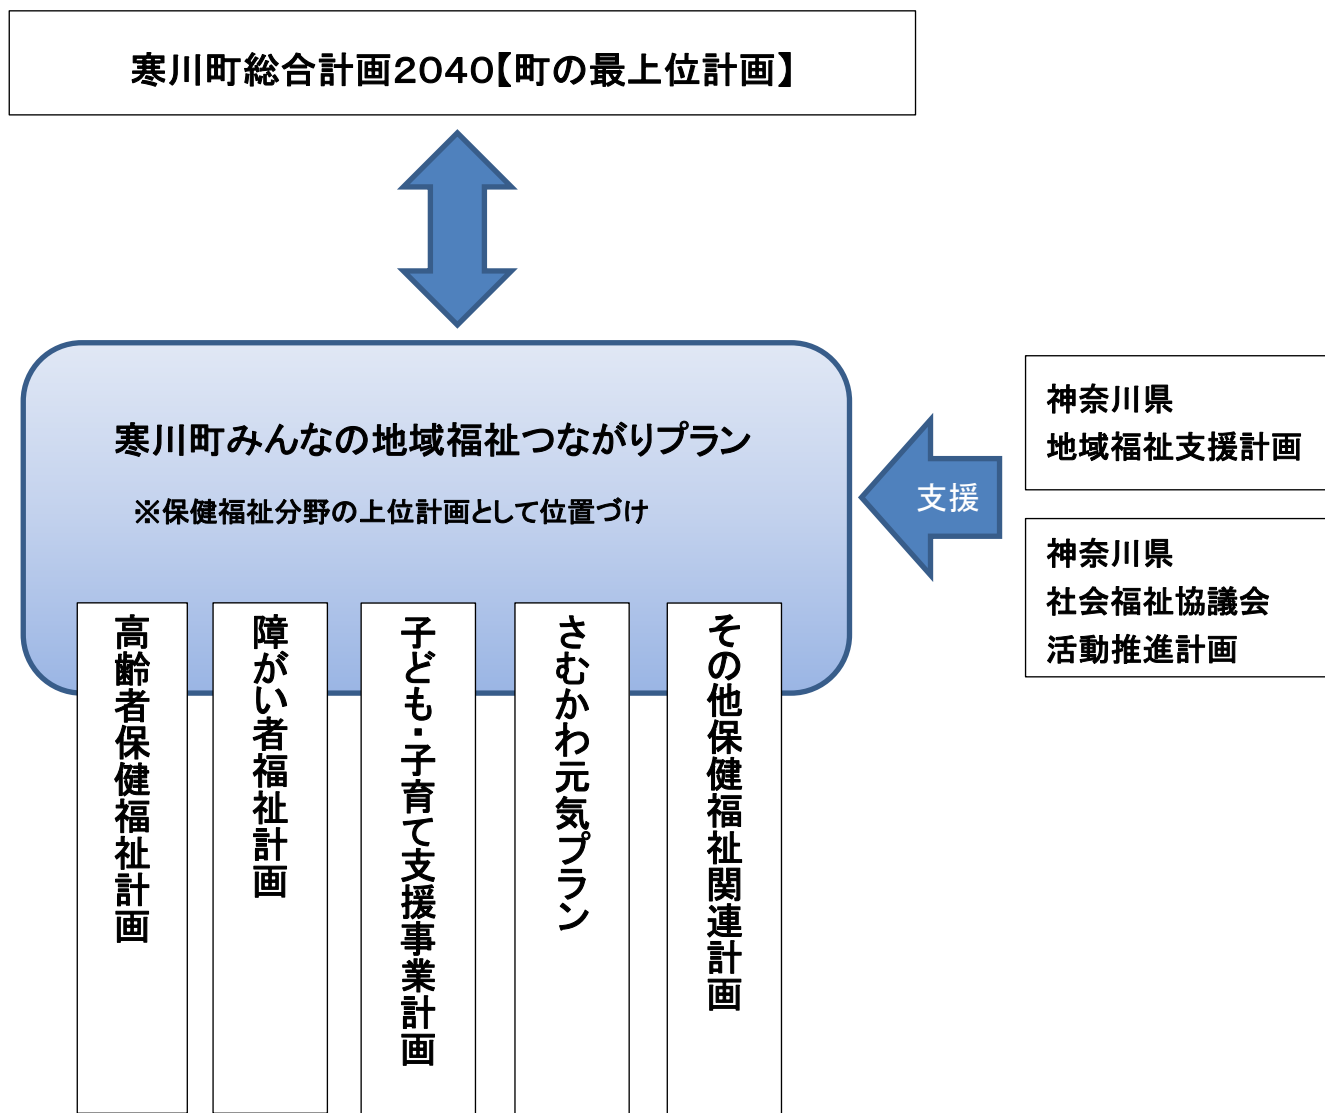 寒川町総合計画2040【町の最上位計画】
寒川町みんなの地域福祉つながりプラン
※保健福祉分野の上位計画として位置づけ
支援
神奈川県
地域福祉支援計画
神奈川県
社会福祉協議会
活動推進計画
高齢者保健福祉計画
障がい者福祉計画
子ども・子育て支援事業計画
さむかわ元気プラン
その他保健福祉関連計画